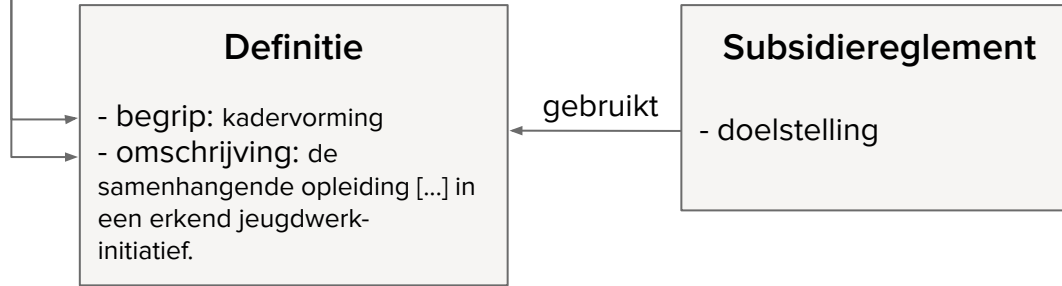 Definitie
- begrip: kadervorming
- omschrijving: de
samenhangende opleiding [...] in
een erkend jeugdwerk-
initiatief.
gebruikt
Subsidiereglement
- doelstelling